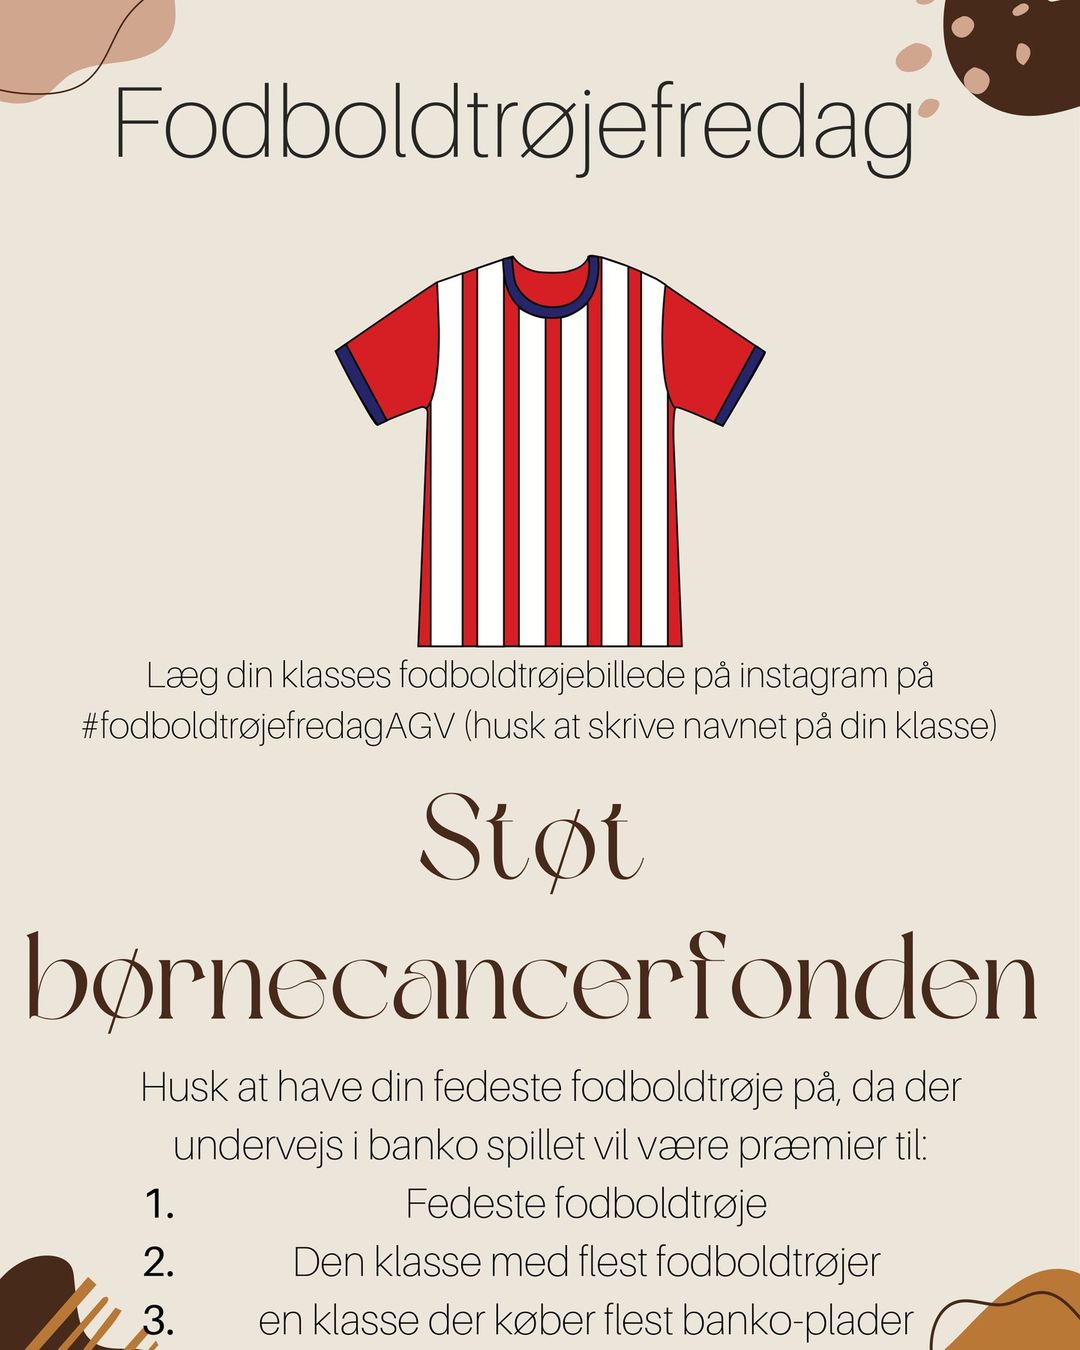 Fodboldtrøjefredag
Læg din klasses fodboldtrøjebillede på instagram på
#fodboldtrøjefredagAGV (husk at skrive navnet på din klasse)
Støt
børnecancerfonden
Husk at have din fedeste fodboldtrøje på, da der
undervejs i banko spillet vil være præmier til:
1. Fedeste fodboldtrøje
2. Den klasse med flest fodboldtrøjer
3. en klasse der køber flest banko-plader